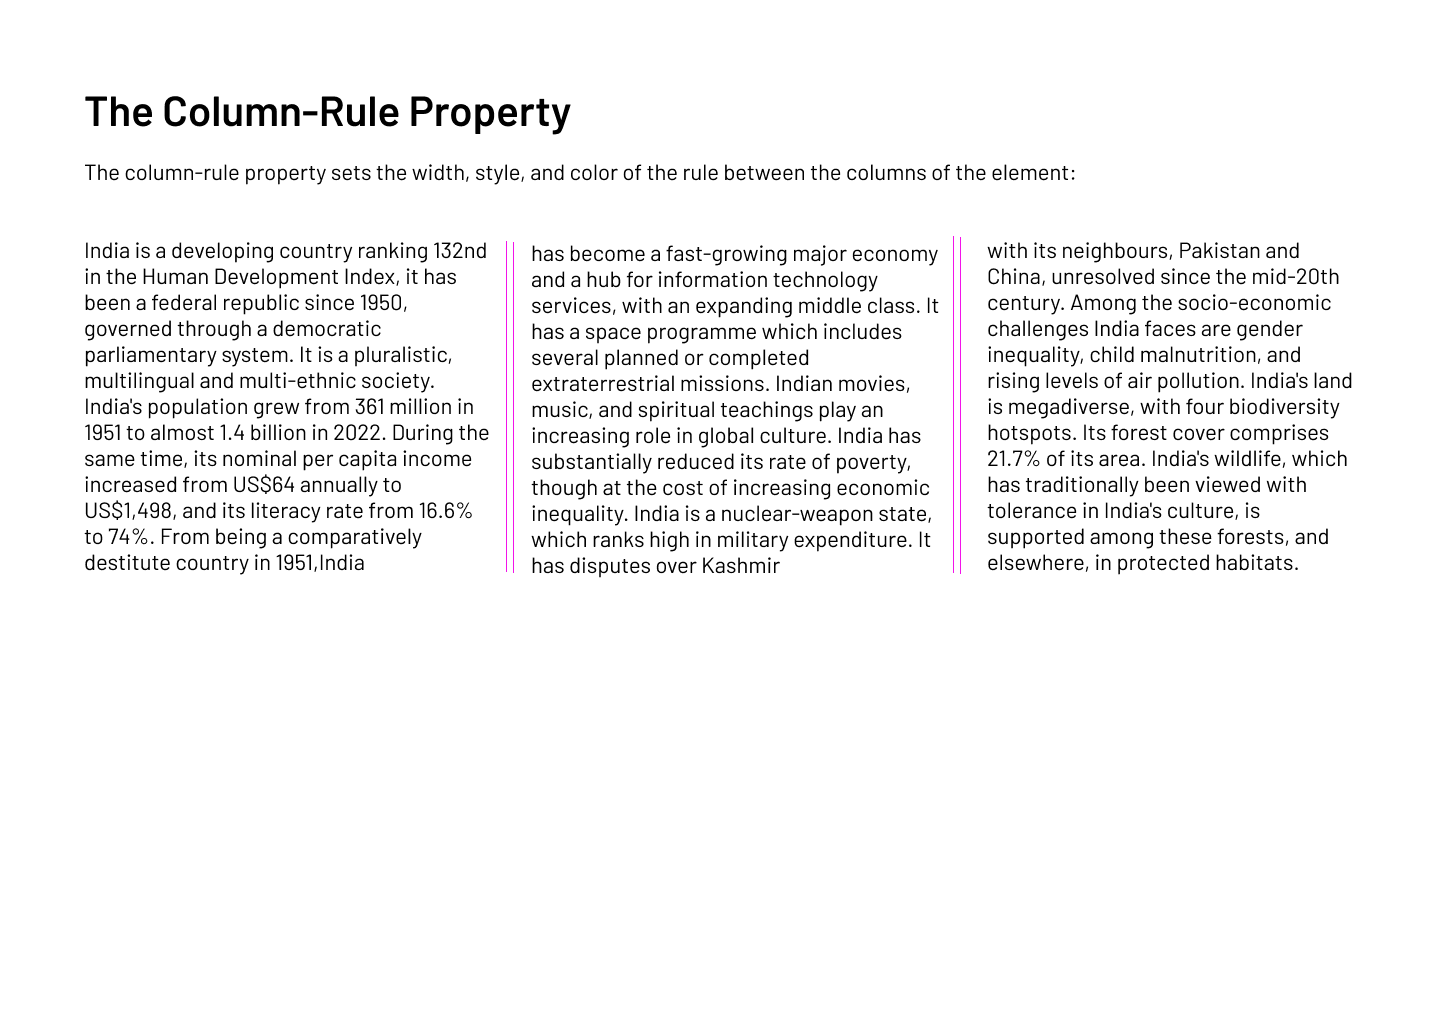 The Column-Rule Property
The column-rule property sets the width, style, and color of the rule between the columns of the element:
India is a developing country ranking 132nd
in the Human Development Index, it has
been a federal republic since 1950,
governed through a democratic
parliamentary system. It is a pluralistic,
multilingual and multi-ethnic society.
India's population grew from 361 million in
1951 to almost 1.4 billion in 2022. During the
same time, its nominal per capita income
increased from US$64 annually to
US$1,498, and its literacy rate from 16.6%
to 74%. From being a comparatively
destitute country in 1951,India
has become a fast-growing major economy
and a hub for information technology
services, with an expanding middle class. It
has a space programme which includes
several planned or completed
extraterrestrial missions. Indian movies,
music, and spiritual teachings play an
increasing role in global culture. India has
substantially reduced its rate of poverty,
though at the cost of increasing economic
inequality. India is a nuclear-weapon state,
which ranks high in military expenditure. It
has disputes over Kashmir
with its neighbours, Pakistan and
China, unresolved since the mid-20th
century. Among the socio-economic
challenges India faces are gender
inequality, child malnutrition, and
rising levels of air pollution. India's land
is megadiverse, with four biodiversity
hotspots. Its forest cover comprises
21.7% of its area. India's wildlife, which
has traditionally been viewed with
tolerance in India's culture, is
supported among these forests, and
elsewhere, in protected habitats.